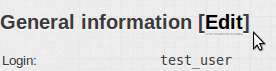 General information [Edit]
Login: test_user